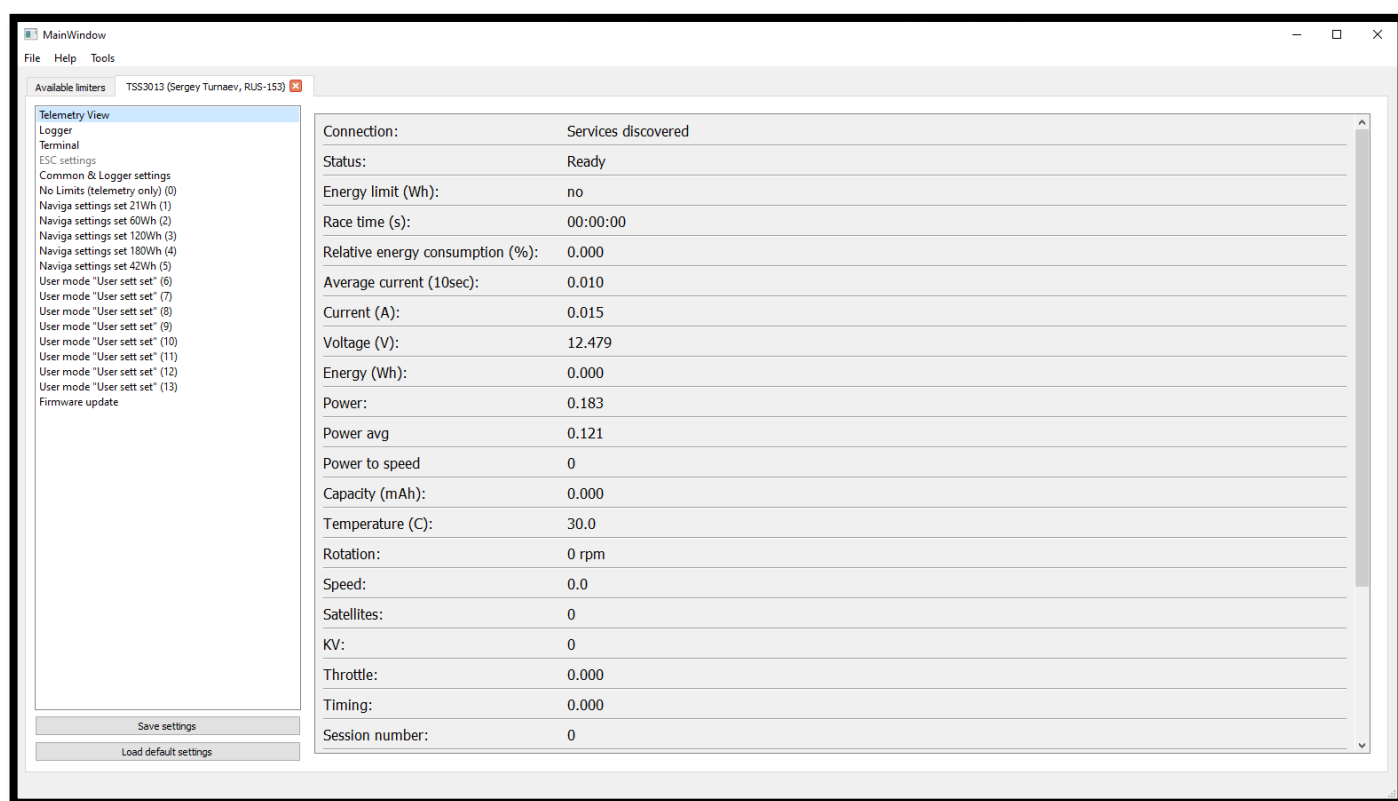 MainWindow
File Help Tools
Available limiters TSS3013 (Sergey Turnaev, RUS-153)
Telemetry View
Logger
Terminal
ESC settings
Common & Logger settings
No Limits (telemetry only) (0)
Naviga settings set 21Wh (1)
Naviga settings set 60Wh (2)
Naviga settings set 120Wh (3)
Naviga settings set 180Wh (4)
Naviga settings set 42Wh (5)
User mode "User sett set" (6)
User mode "User sett set" (7)
User mode "User sett set" (8)
User mode "User sett set" (9)
User mode "User sett set" (10)
User mode "User sett set" (11)
User mode "User sett set" (12)
User mode "User sett set" (13)
Firmware update
Save settings
Load default settings
Connection: Services discovered
Status: Ready
Energy limit (Wh): no
Race time (s): 00:00:00
Relative energy consumption (%): 0.000
Average current (10sec): 0.010
Current (A): 0.015
Voltage (V): 12.479
Energy (Wh): 0.000
Power: 0.183
Power avg 0.121
Power to speed 0
Capacity (mAh): 0.000
Temperature (C): 30.0
Rotation: 0 rpm
Speed: 0.0
Satellites: 0
KV: 0
Throttle: 0.000
Timing: 0.000
Session number: 0